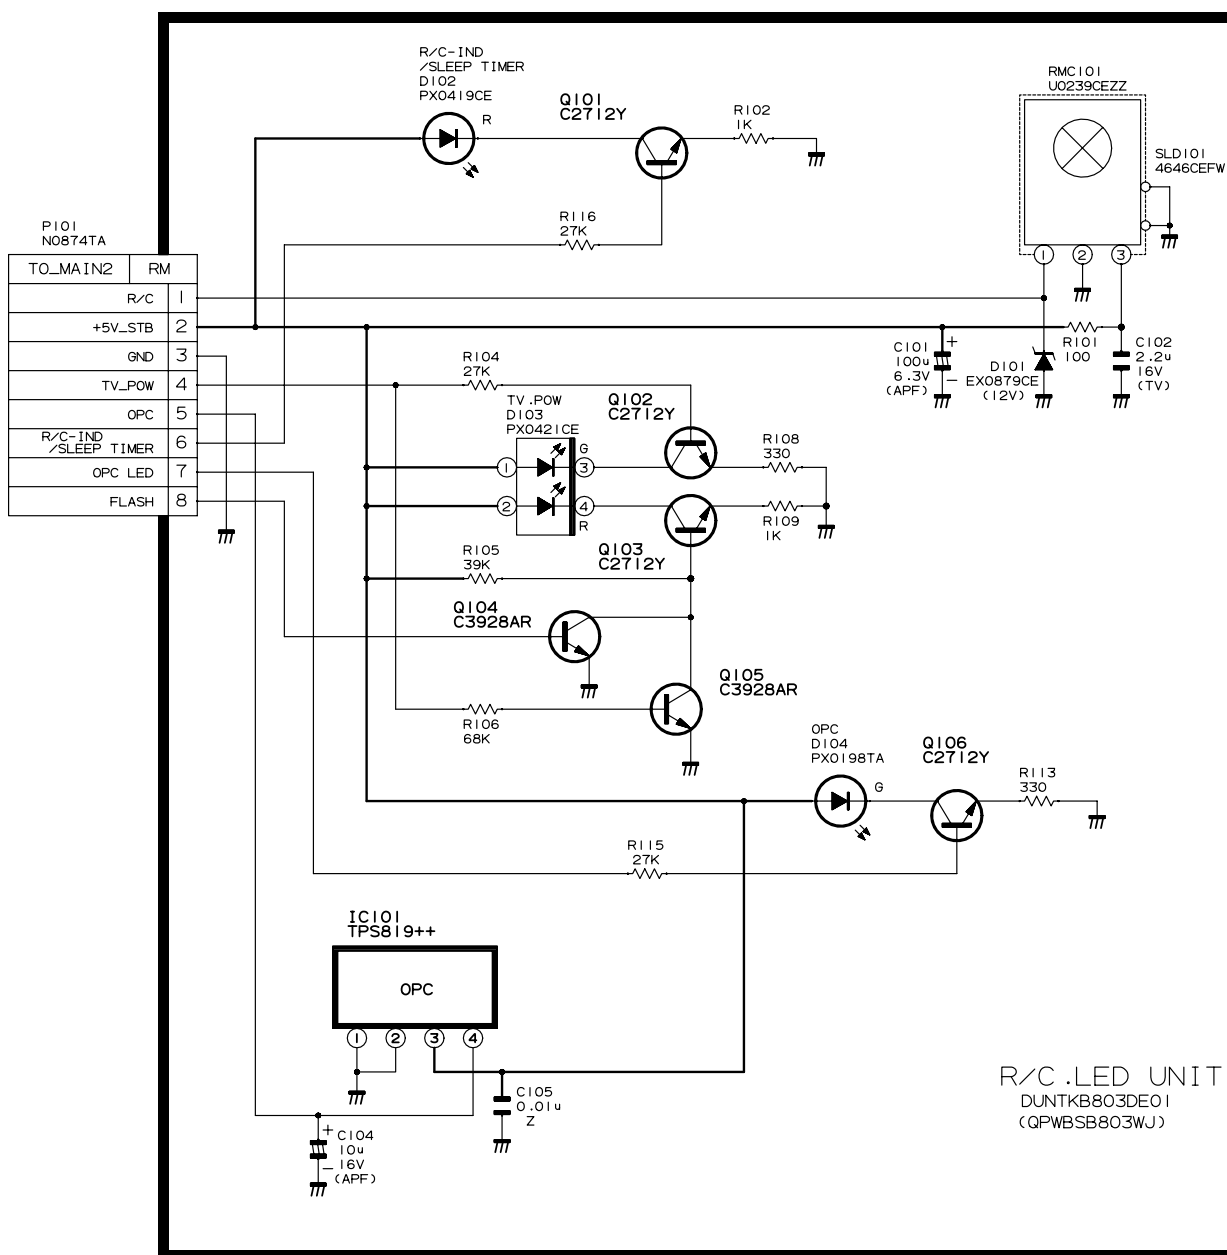 R/C-IND
/SLEEP TIMER
D102
PX0419CE
R
Q101
C2712Y
R102
1K
RMC101
U0239CEZZ
SLD101
4646CEFW
1
2
3
R116
27K
P101
N0874TA
TO_MAIN2 RM
R/C 1
+5V_STB 2
GND 3
TV_POW 4
OPC 5
R/C-IND
/SLEEP TIMER 6
OPC LED 7
FLASH 8
R104
27K
TV.POW
D103
PX0421CE
Q102
C2712Y
1
G
3
2
4
R
R108
330
R109
1K
C101
100u
6.3V
(APF)
+
-
D101
EX0879CE
(12V)
R101
100
C102
2.2u
16V
(TV)
Q103
C2712Y
R105
39K
Q104
C3928AR
Q105
C3928AR
R106
68K
OPC
D104
PX0198TA
G
Q106
C2712Y
R113
330
R115
27K
IC101
TPS819++
OPC
1
2
3
4
C105
0.01u
Z
+
C104
10u
16V
-
(APF)
R/C.LED UNIT
DUNTKB803DE01
(QPWBSB803WJ)